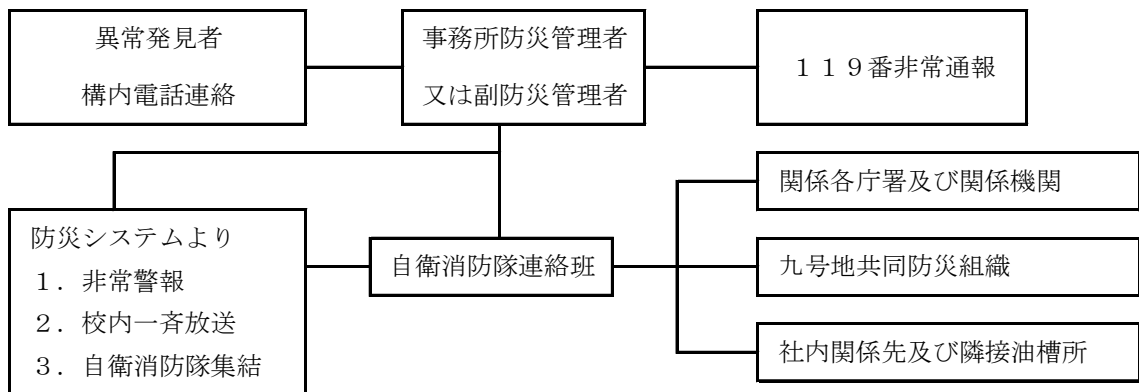 異常発見者
構内電話連絡
事務所防災管理者
又は副防災管理者
１１９番非常通報
関係各庁署及び関係機関
防災システムより
１．非常警報
２．校内一斉放送
３．自衛消防隊集結
自衛消防隊連絡班
九号地共同防災組織
社内関係先及び隣接油槽所